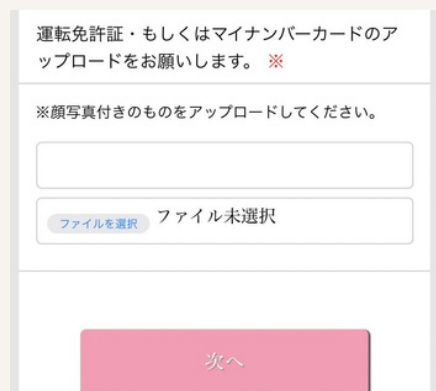 運転免許証・もしくはマイナンバーカードのア
ップロードをお願いします。 ※
※顔写真付きのものをアップロードしてください。
ファイルを選択 ファイル未選択
次へ